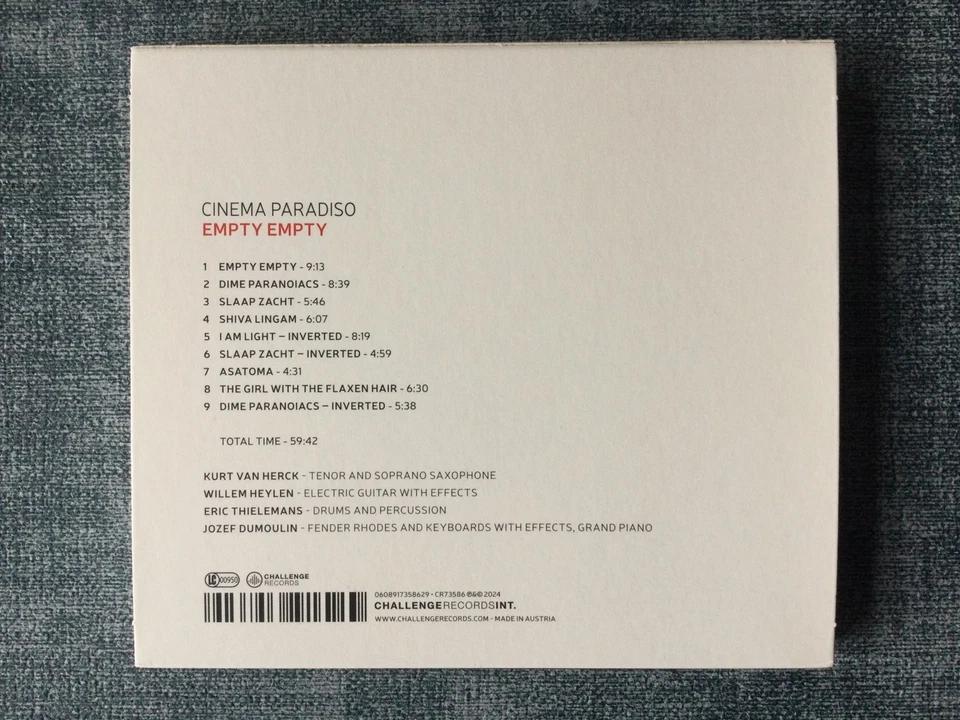 CINEMA PARADISO
EMPTY EMPTY
1 EMPTY EMPTY - 9:13
2 DIME PARANOIACS - 8:39
3 SLAAP ZACHT - 5:46
4 SHIVA LINGAM - 6:07
5 I AM LIGHT – INVERTED - 8:19
6 SLAAP ZACHT – INVERTED - 4:59
7 ASATOMA - 4:31
8 THE GIRL WITH THE FLAXEN HAIR - 6:30
9 DIME PARANOIACS – INVERTED - 5:38
TOTAL TIME - 59:42
KURT VAN HERCK - TENOR AND SOPRANO SAXOPHONE
WILLEM HEYLEN - ELECTRIC GUITAR WITH EFFECTS
ERIC THIELEMANS - DRUMS AND PERCUSSION
JOZEF DUMOULIN - FENDER RHODES AND KEYBOARDS WITH EFFECTS, GRAND PIANO
LC 00950 CHALLENGE
RECORDS
0608917358629 • CR73586 ℗&© 2024
CHALLENGERECORDSINT.
WWW.CHALLENGERECORDS.COM - MADE IN AUSTRIA